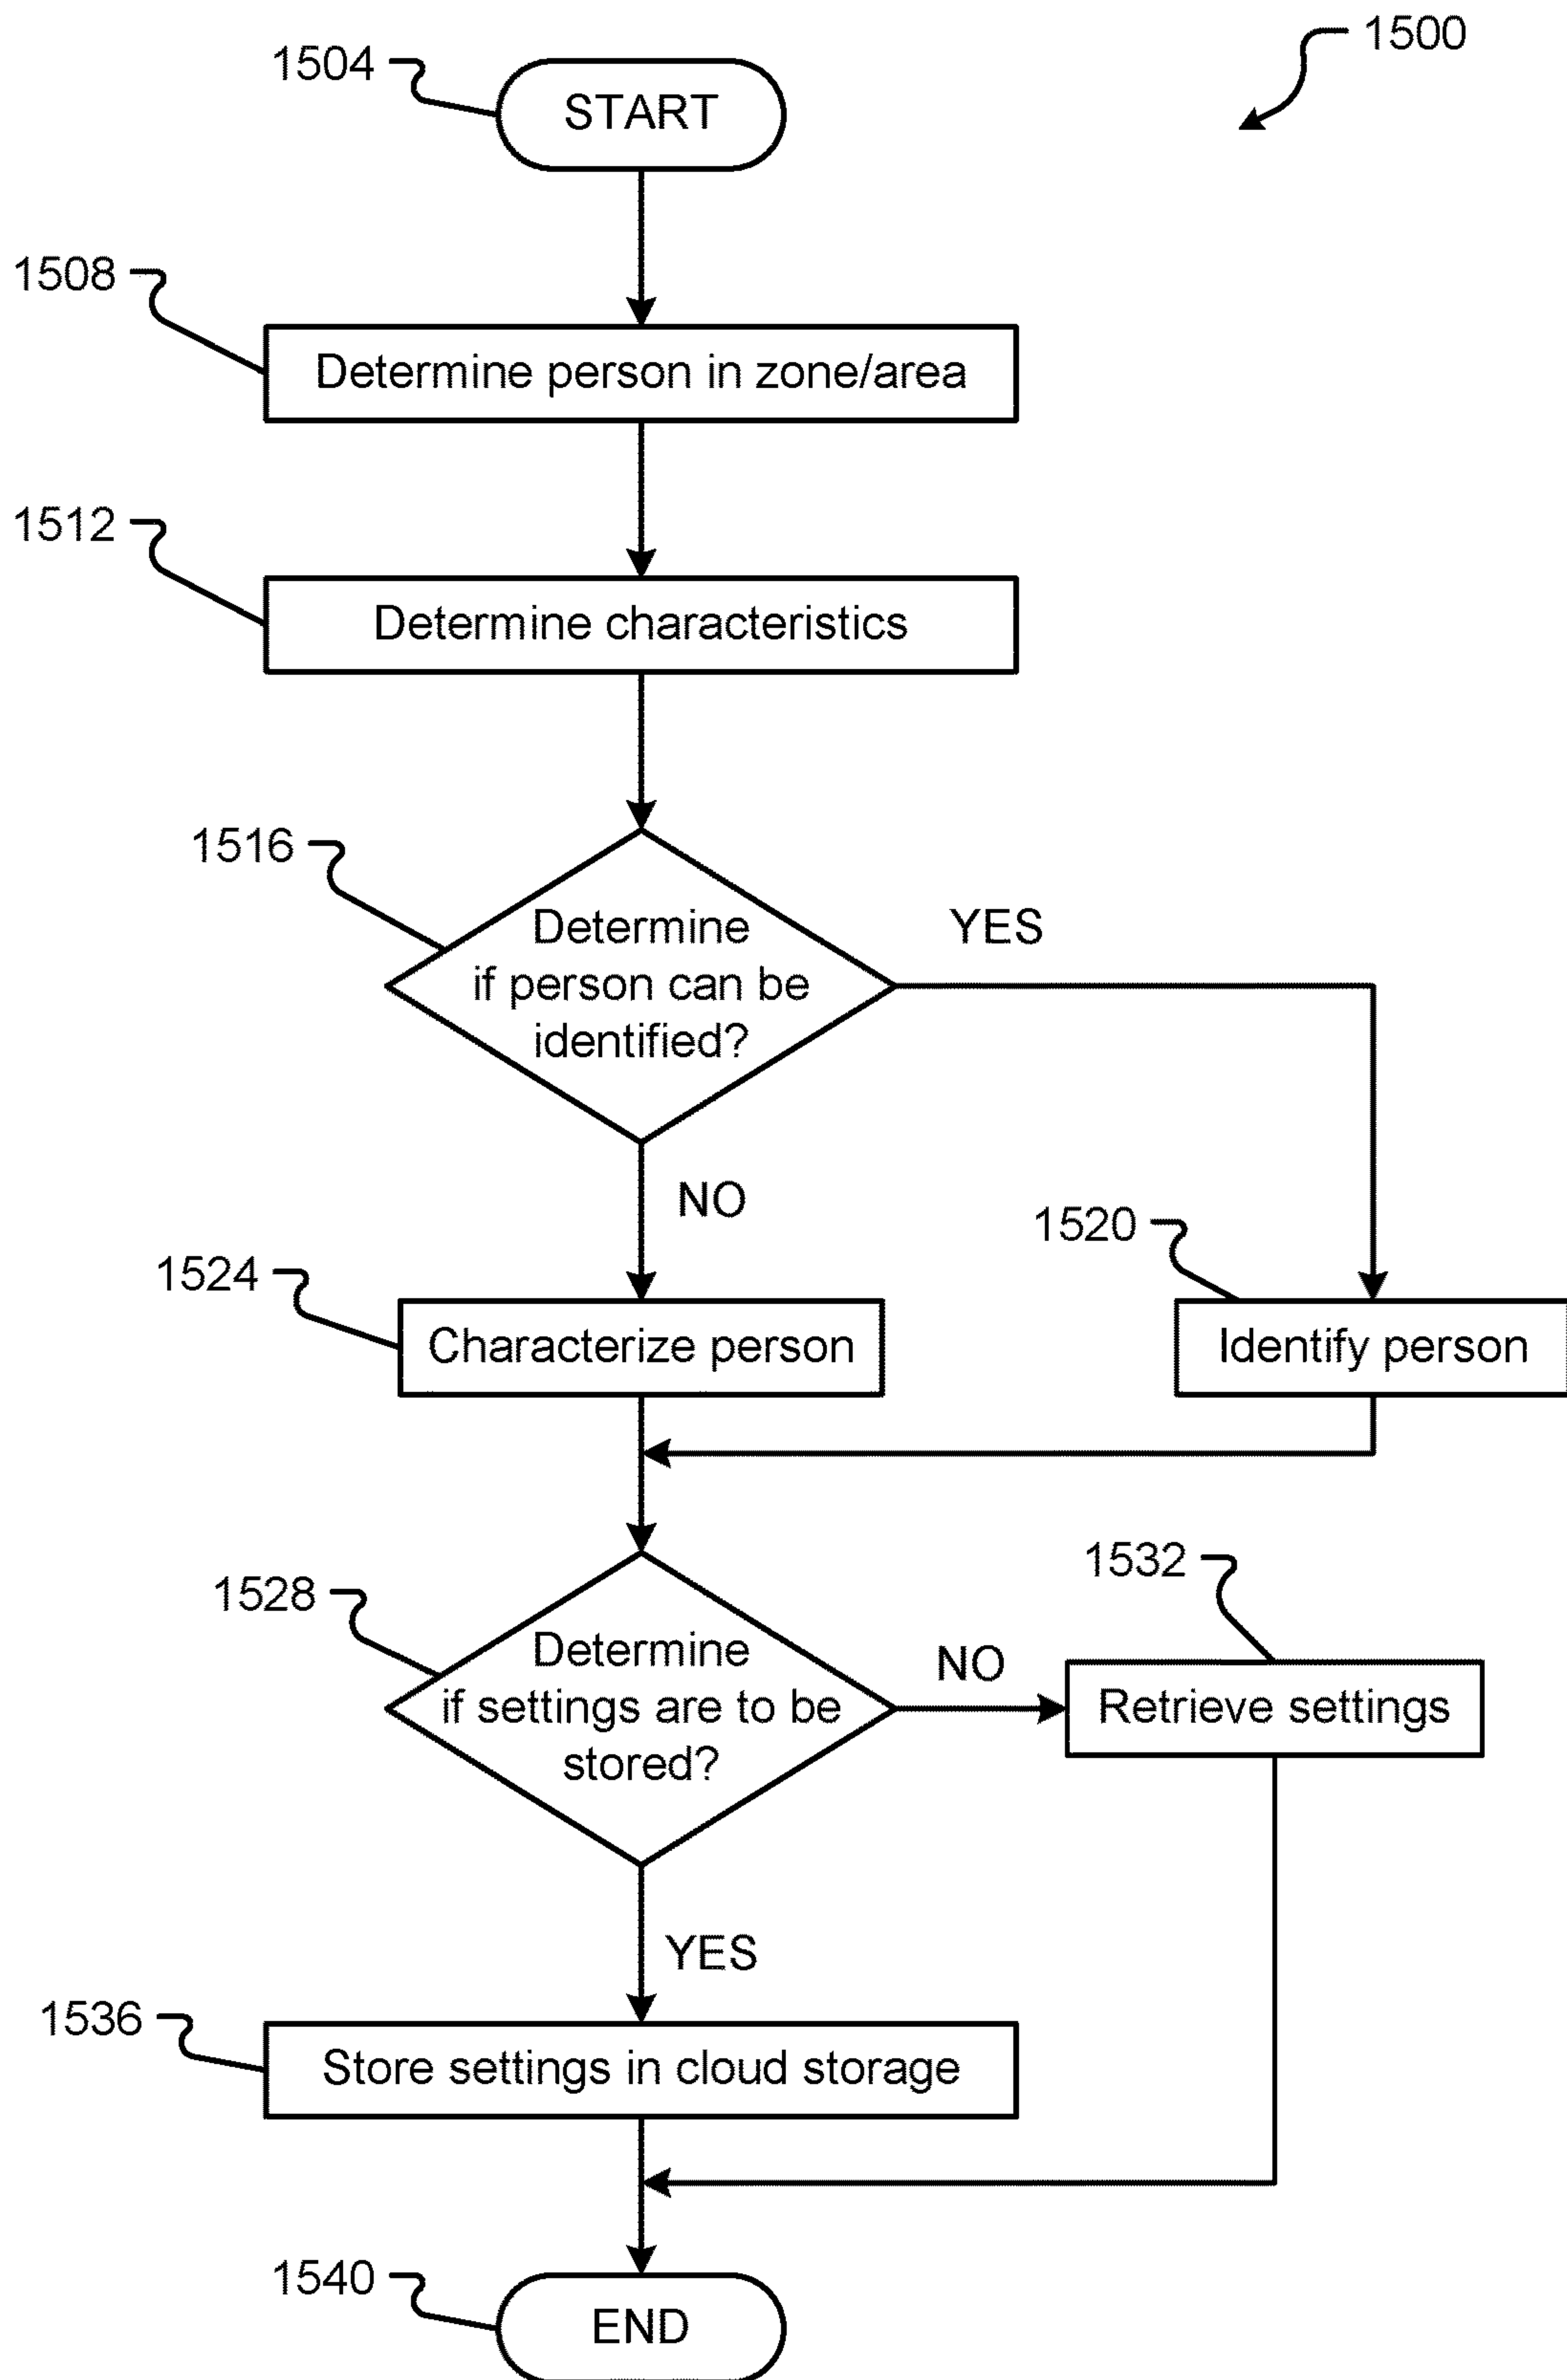 1500
1504
START
1508
Determine person in zone/area
1512
Determine characteristics
1516
Determine
if person can be
identified?
YES
NO
1520
1524
Characterize person
Identify person
1528
1532
Determine
if settings are to be
stored?
NO
Retrieve settings
YES
1536
Store settings in cloud storage
1540
END